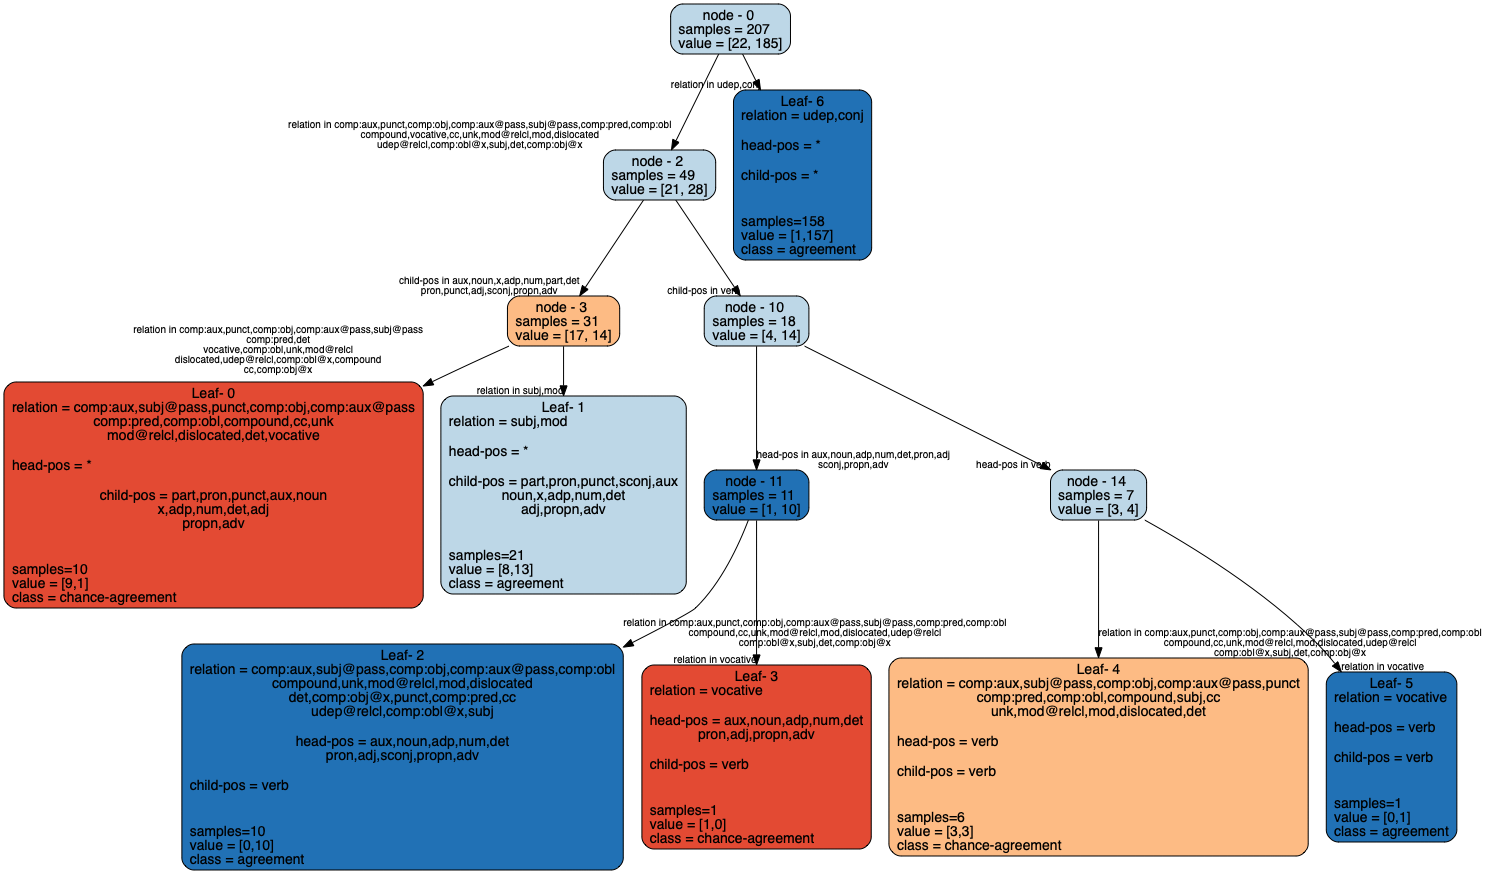 node - 0
samples = 207
value = [22, 185]
relation in udep,conj
Leaf- 6
relation = udep,conj
head-pos = *
child-pos = *
samples=158
value = [1,157]
class = agreement
relation in comp:aux,punct,comp:obj,comp:aux@pass,subj@pass,comp:pred,comp:obl
compound,vocative,cc,unk,mod@relcl,mod,dislocated
udep@relcl,comp:obl@x,subj,det,comp:obj@x
node - 2
samples = 49
value = [21, 28]
child-pos in aux,noun,x,adp,num,part,det
pron,punct,adj,sconj,propn,adv
node - 3
samples = 31
value = [17, 14]
child-pos in verb
node - 10
samples = 18
value = [4, 14]
relation in comp:aux,punct,comp:obj,comp:aux@pass,subj@pass
comp:pred,det
vocative,comp:obl,unk,mod@relcl
dislocated,udep@relcl,comp:obl@x,compound
cc,comp:obj@x
Leaf- 0
relation = comp:aux,subj@pass,punct,comp:obj,comp:aux@pass
comp:pred,comp:obl,compound,cc,unk
mod@relcl,dislocated,det,vocative
head-pos = *
child-pos = part,pron,punct,aux,noun
x,adp,num,det,adj
propn,adv
samples=10
value = [9,1]
class = chance-agreement
relation in subj,mod
Leaf- 1
relation = subj,mod
head-pos = *
child-pos = part,pron,punct,sconj,aux
noun,x,adp,num,det
adj,propn,adv
samples=21
value = [8,13]
class = agreement
head-pos in aux,noun,adp,num,det,pron,adj
sconj,propn,adv
node - 11
samples = 11
value = [1, 10]
head-pos in verb
node - 14
samples = 7
value = [3, 4]
relation in comp:aux,punct,comp:obj,comp:aux@pass,subj@pass,comp:pred,comp:obl
compound,cc,unk,mod@relcl,mod,dislocated,udep@relcl
comp:obl@x,subj,det,comp:obj@x
Leaf- 2
relation = comp:aux,subj@pass,comp:obj,comp:aux@pass,comp:obl
compound,unk,mod@relcl,mod,dislocated
det,comp:obj@x,punct,comp:pred,cc
udep@relcl,comp:obl@x,subj
head-pos = aux,noun,adp,num,det
pron,adj,sconj,propn,adv
child-pos = verb
samples=10
value = [0,10]
class = agreement
relation in vocative
Leaf- 3
relation = vocative
head-pos = aux,noun,adp,num,det
pron,adj,propn,adv
child-pos = verb
samples=1
value = [1,0]
class = chance-agreement
relation in comp:aux,punct,comp:obj,comp:aux@pass,subj@pass,comp:pred,comp:obl
compound,cc,unk,mod@relcl,mod,dislocated,udep@relcl
comp:obl@x,subj,det,comp:obj@x
Leaf- 4
relation = comp:aux,subj@pass,comp:obj,comp:aux@pass,punct
comp:pred,comp:obl,compound,subj,cc
unk,mod@relcl,mod,dislocated,det
head-pos = verb
child-pos = verb
samples=6
value = [3,3]
class = chance-agreement
relation in vocative
Leaf- 5
relation = vocative
head-pos = verb
child-pos = verb
samples=1
value = [0,1]
class = agreement